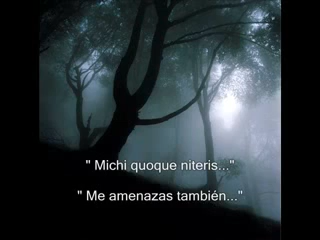 " Michi quoque niteris..."
" Me amenazas también..."